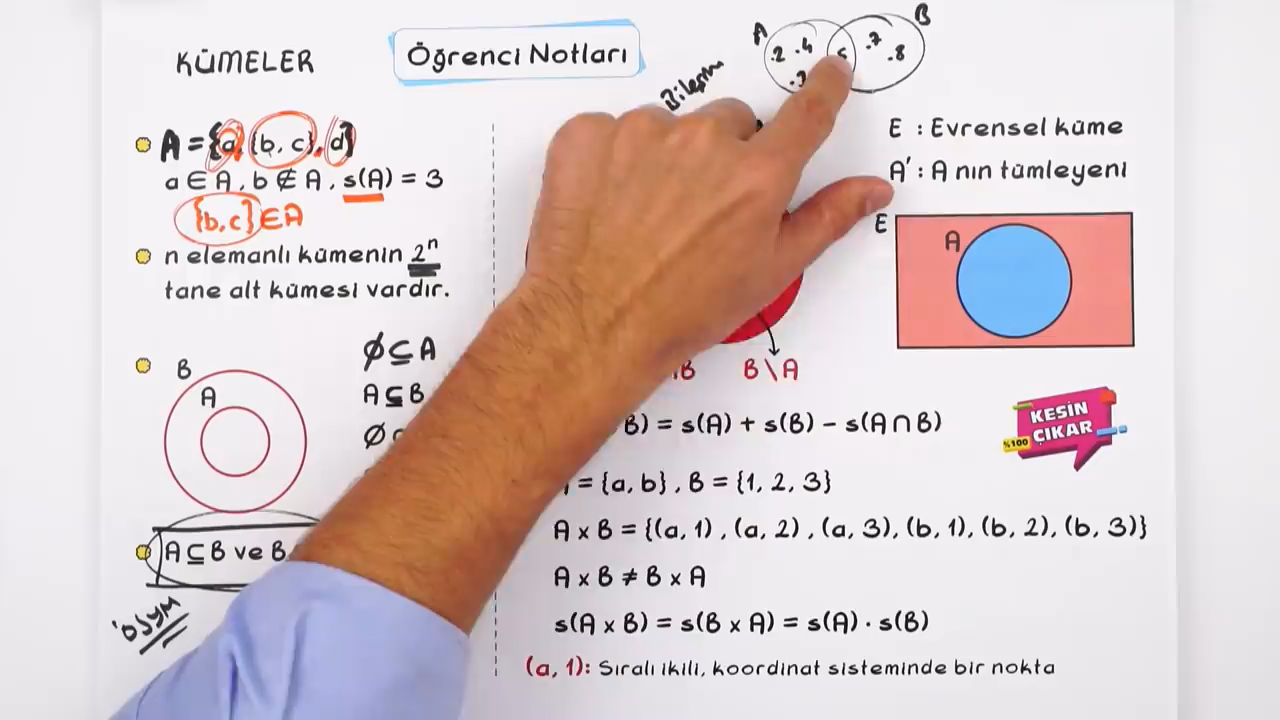 KÜMELER
Öğrenci Notları
A = {a, {b, c}, d}
a ∈ A, b ∉ A, s(A) = 3
{b,c} ∈ A
n elemanlı kümenin 2ⁿ
tane alt kümesi vardır.
B
A
∅ ⊆ A
A ⊆ B
∅
A ⊆ B ve B
ÖSYM
Bileşim
A
B
.2 .4
.7
.8
E : Evrensel küme
A' : A nın tümleyeni
E
A
B
B \ A
B) = s(A) + s(B) − s(A ∩ B)
KESİN
ÇIKAR
%100
= {a, b}, B = {1, 2, 3}
A x B = {(a, 1), (a, 2), (a, 3), (b, 1), (b, 2), (b, 3)}
A x B ≠ B x A
s(A x B) = s(B x A) = s(A) · s(B)
(a, 1): Sıralı ikili, koordinat sisteminde bir nokta